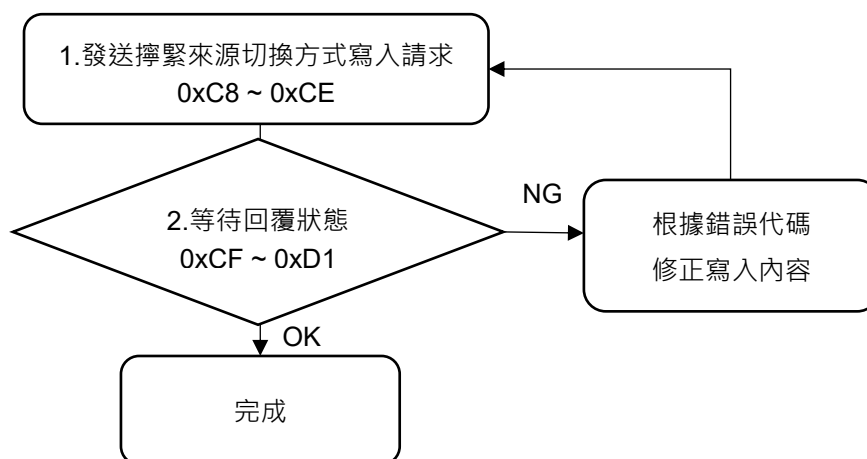 1.發送擰緊來源切換方式寫入請求
0xC8 ~ 0xCE
2.等待回覆狀態
0xCF ~ 0xD1
NG
根據錯誤代碼
修正寫入內容
OK
完成